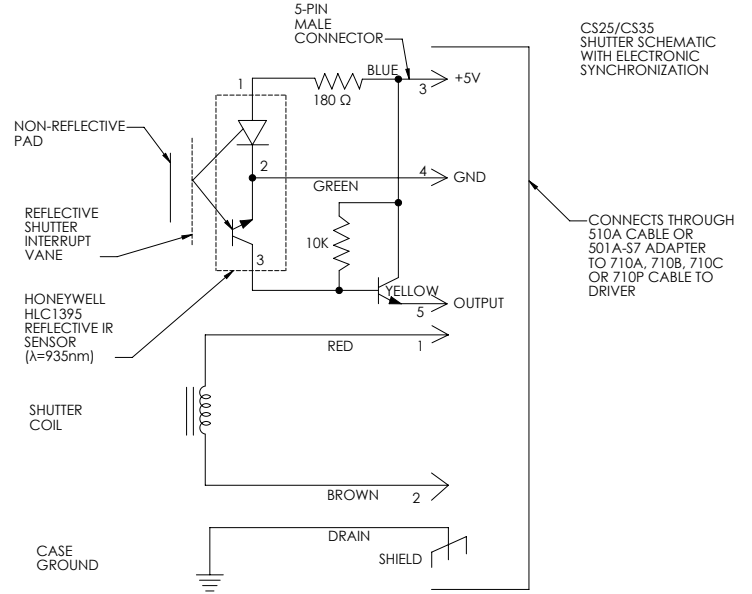 5-PIN
MALE
CONNECTOR
CS25/CS35
SHUTTER SCHEMATIC
WITH ELECTRONIC
SYNCHRONIZATION
1
180 Ω
BLUE
3
+5V
NON-REFLECTIVE
PAD
2
GREEN
4
GND
REFLECTIVE
SHUTTER
INTERRUPT
VANE
10K
3
CONNECTS THROUGH
510A CABLE OR
501A-S7 ADAPTER
TO 710A, 710B, 710C
OR 710P CABLE TO
DRIVER
YELLOW
5
OUTPUT
HONEYWELL
HLC1395
REFLECTIVE IR
SENSOR
(λ=935nm)
RED
1
SHUTTER
COIL
BROWN
2
DRAIN
CASE
GROUND
SHIELD